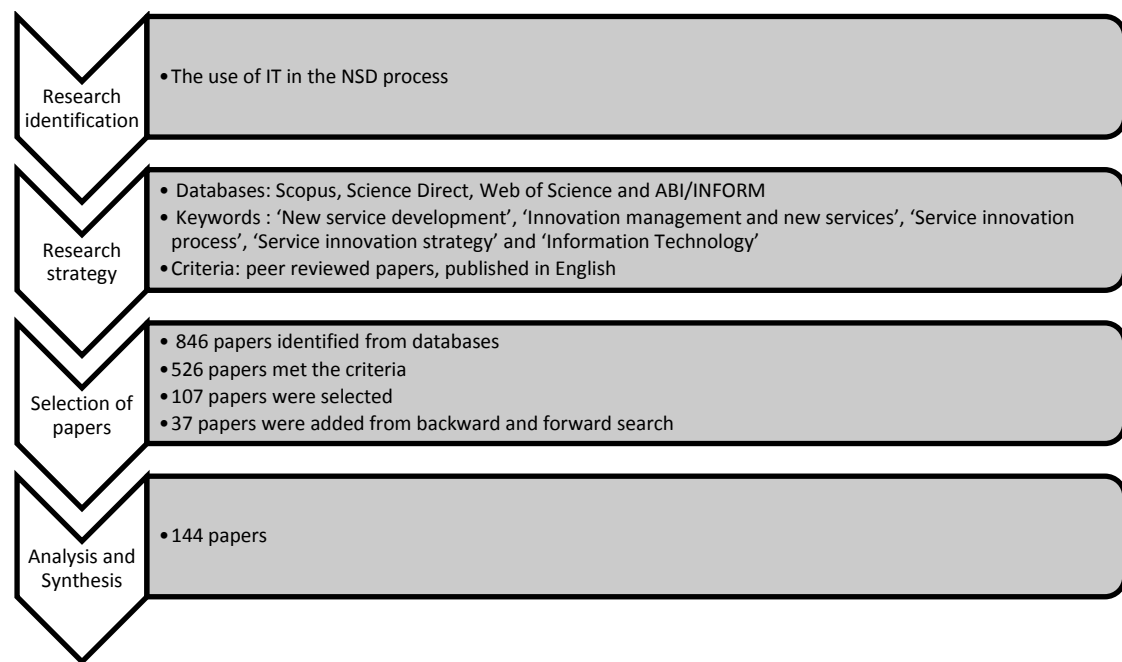 Research
identification
•The use of IT in the NSD process
Research
strategy
• Databases: Scopus, Science Direct, Web of Science and ABI/INFORM
• Keywords : ‘New service development’, ‘Innovation management and new services’, ‘Service innovation
process’, ‘Service innovation strategy’ and ‘Information Technology’
•Criteria: peer reviewed papers, published in English
Selection of
papers
• 846 papers identified from databases
•526 papers met the criteria
•107 papers were selected
•37 papers were added from backward and forward search
Analysis and
Synthesis
•144 papers